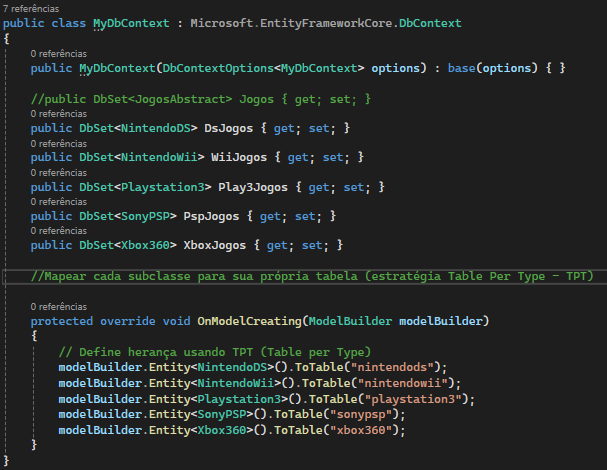 7 referências
public class MyDbContext : Microsoft.EntityFrameworkCore.DbContext
{
0 referências
public MyDbContext(DbContextOptions<MyDbContext> options) : base(options) { }
//public DbSet<JogosAbstract> Jogos { get; set; }
0 referências
public DbSet<NintendoDS> DsJogos { get; set; }
0 referências
public DbSet<NintendoWii> WiiJogos { get; set; }
0 referências
public DbSet<Playstation3> Play3Jogos { get; set; }
0 referências
public DbSet<SonyPSP> PspJogos { get; set; }
0 referências
public DbSet<Xbox360> XboxJogos { get; set; }
//Mapear cada subclasse para sua própria tabela (estratégia Table Per Type - TPT)
0 referências
protected override void OnModelCreating(ModelBuilder modelBuilder)
{
// Define herança usando TPT (Table per Type)
modelBuilder.Entity<NintendoDS>().ToTable("nintendods");
modelBuilder.Entity<NintendoWii>().ToTable("nintendowii");
modelBuilder.Entity<Playstation3>().ToTable("playstation3");
modelBuilder.Entity<SonyPSP>().ToTable("sonypsp");
modelBuilder.Entity<Xbox360>().ToTable("xbox360");
}
}